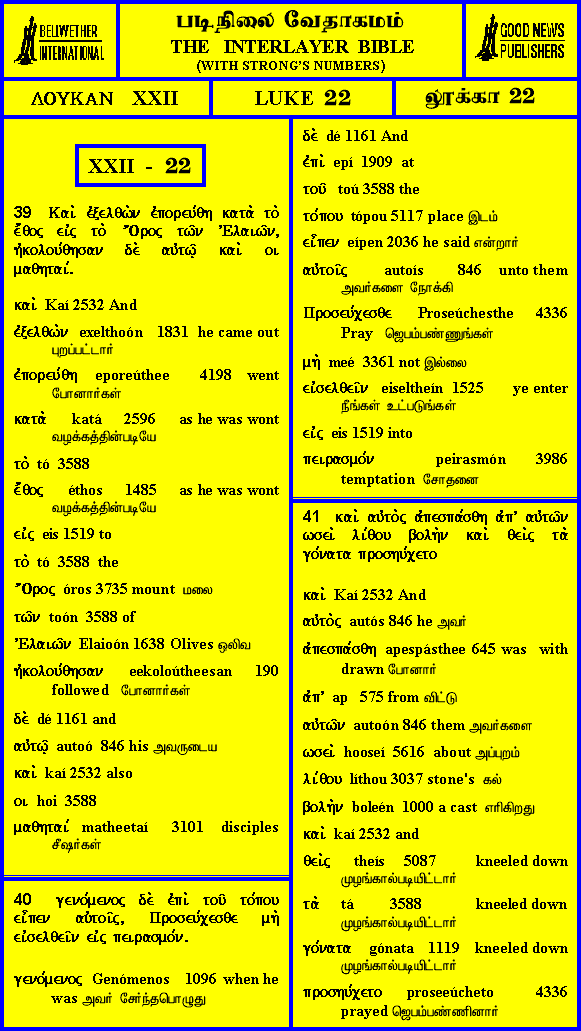 BELLWETHER INTERNATIONAL
படிநிலை வேதாகமம்
THE INTERLAYER BIBLE
(WITH STRONG'S NUMBERS)
GOOD NEWS PUBLISHERS
ΛΟΥΚΑΝ XXII
LUKE 22
லூக்கா 22
XXII - 22
39 Καὶ ἐξελθὼν ἐπορεύθη κατὰ τὸ
ἔθος εἰς τὸ Ὄρος τῶν Ἐλαιῶν,
ἠκολούθησαν δὲ αὐτῷ καὶ οι
μαθηταί.
καὶ Kaí 2532 And
ἐξελθὼν exelthoón 1831 he came out
புறப்பட்டார்
ἐπορεύθη eporeúthee 4198 went
போனார்கள்
κατὰ katá 2596 as he was wont
வழக்கத்தின்படியே
τὸ tó 3588
ἔθος éthos 1485 as he was wont
வழக்கத்தின்படியே
εἰς eis 1519 to
τὸ tó 3588 the
Ὄρος óros 3735 mount மலை
τῶν toón 3588 of
Ἐλαιῶν Elaioón 1638 Olives ஒலிவ
ἠκολούθησαν eekoloútheesan 190
followed போனார்கள்
δὲ dé 1161 and
αὐτῷ autoó 846 his அவருடைய
καὶ kaí 2532 also
οι hoi 3588
μαθηταί matheetaí 3101 disciples
சீஷர்கள்
40 γενόμενος δὲ ἐπὶ τοῦ τόπου
εἶπεν αὐτοῖς, Προσεύχεσθε μὴ
εἰσελθεῖν εἰς πειρασμόν.
γενόμενος Genómenos 1096 when he
was அவர் சேர்ந்தபொழுது
δὲ dé 1161 And
ἐπὶ epí 1909 at
τοῦ toú 3588 the
τόπου tópou 5117 place இடம்
εἶπεν eípen 2036 he said என்றார்
αὐτοῖς autoís 846 unto them
அவர்களை நோக்கி
Προσεύχεσθε Proseúchesthe 4336
Pray ஜெபம்பண்ணுங்கள்
μὴ meé 3361 not இல்லை
εἰσελθεῖν eiseltheín 1525 ye enter
நீங்கள் உட்படுங்கள்
εἰς eis 1519 into
πειρασμόν peirasmón 3986
temptation சோதனை
41 καὶ αὐτὸς ἀπεσπάσθη ἀπ’ αὐτῶν
ωσεὶ λίθου βολὴν καὶ θεὶς τὰ
γόνατα προσηύχετο
καὶ Kaí 2532 And
αὐτὸς autós 846 he அவர்
ἀπεσπάσθη apespásthee 645 was with
drawn போனார்
ἀπ’ ap 575 from விட்டு
αὐτῶν autoón 846 them அவர்களை
ωσεὶ hooseí 5616 about அப்புறம்
λίθου líthou 3037 stone's கல்
βολὴν boleén 1000 a cast எரிகிறது
καὶ kaí 2532 and
θεὶς theís 5087 kneeled down
முழங்கால்படியிட்டார்
τὰ tá 3588 kneeled down
முழங்கால்படியிட்டார்
γόνατα gónata 1119 kneeled down
முழங்கால்படியிட்டார்
προσηύχετο proseeúcheto 4336
prayed ஜெபம்பண்ணினார்